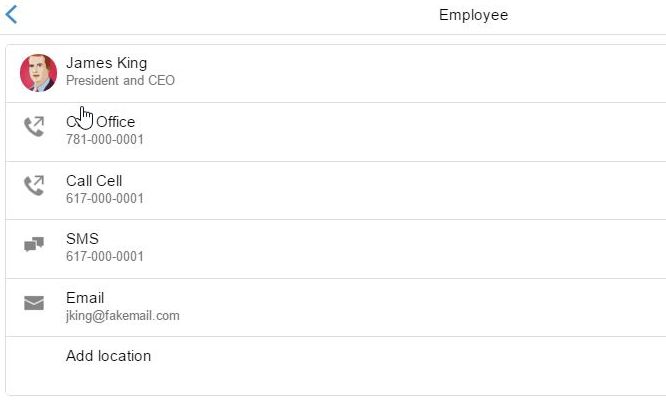 Employee
James King
President and CEO
Office
781-000-0001
Call Cell
617-000-0001
SMS
617-000-0001
Email
jking@fakemail.com
Add location